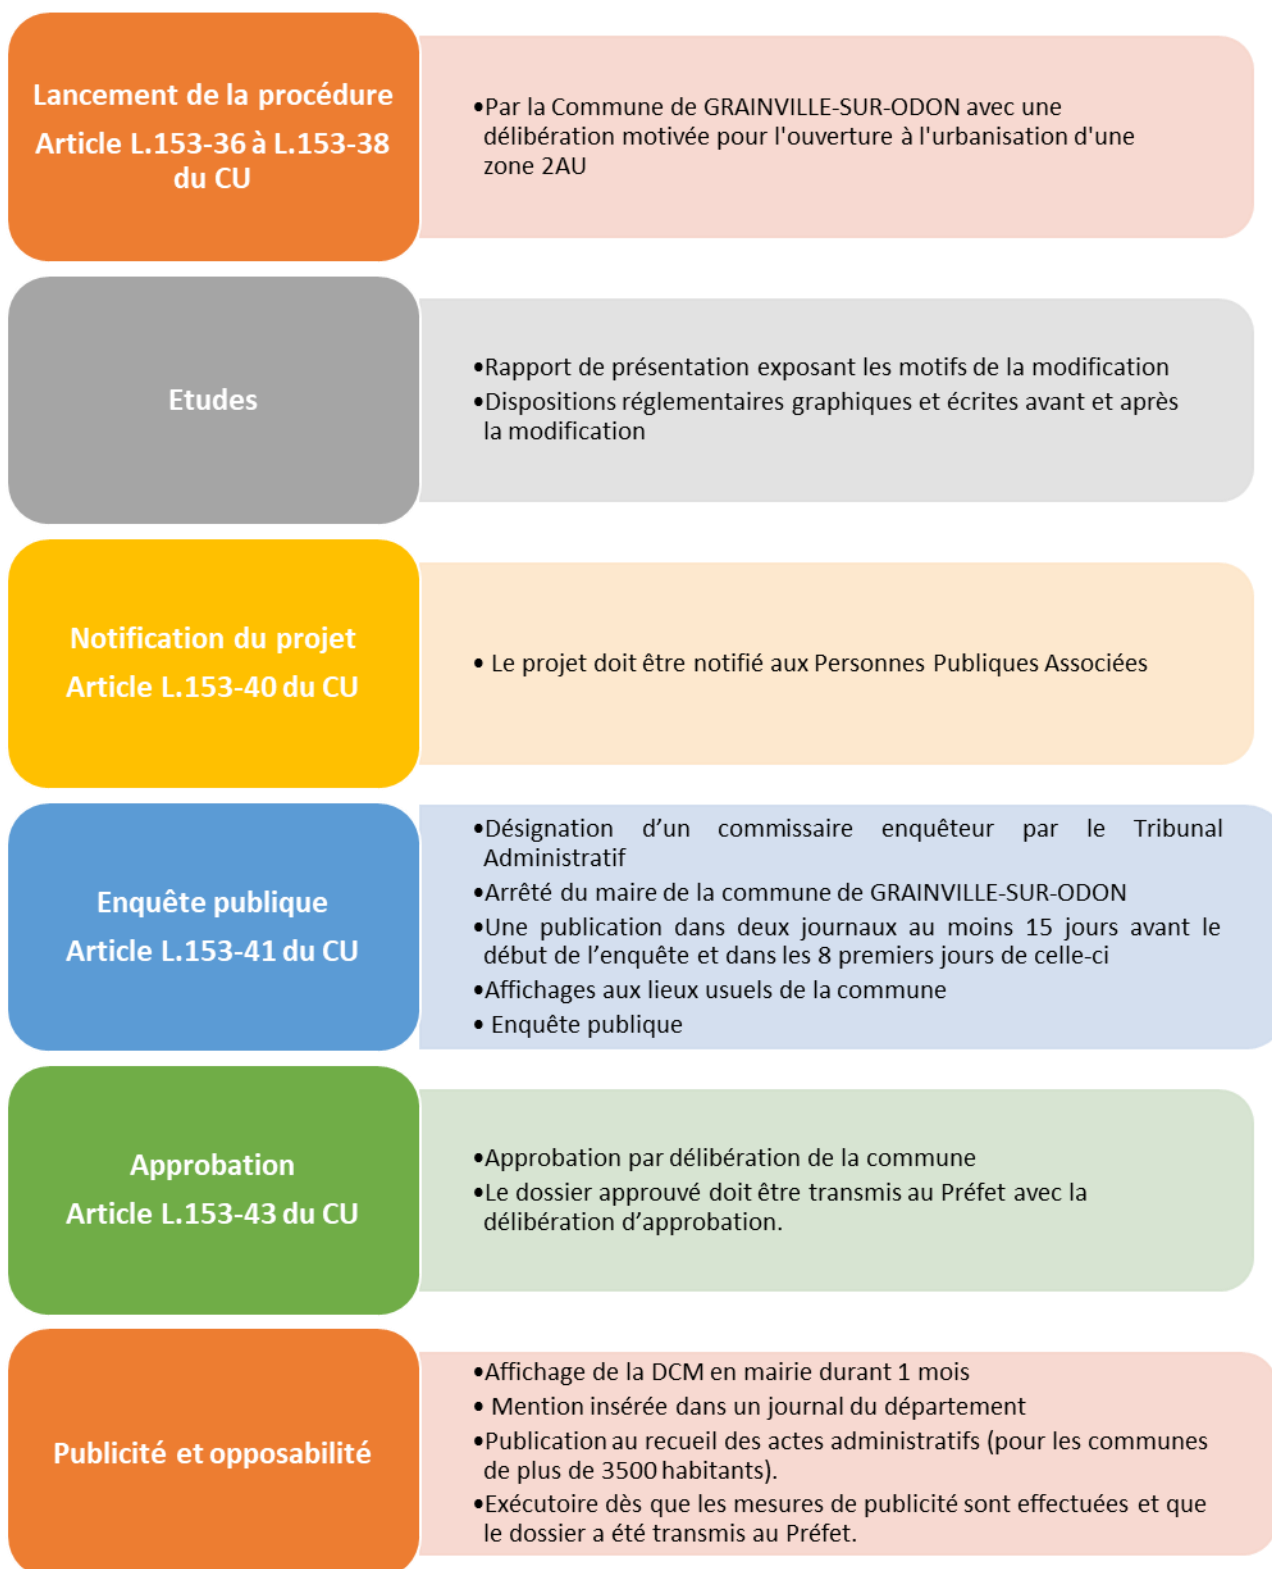 Lancement de la procédure
Article L.153-36 à L.153-38
du CU
•Par la Commune de GRAINVILLE-SUR-ODON avec une
délibération motivée pour l'ouverture à l'urbanisation d'une
zone 2AU
Etudes
•Rapport de présentation exposant les motifs de la modification
•Dispositions réglementaires graphiques et écrites avant et après
la modification
Notification du projet
Article L.153-40 du CU
• Le projet doit être notifié aux Personnes Publiques Associées
Enquête publique
Article L.153-41 du CU
•Désignation d’un commissaire enquêteur par le Tribunal
Administratif
•Arrêté du maire de la commune de GRAINVILLE-SUR-ODON
•Une publication dans deux journaux au moins 15 jours avant le
début de l’enquête et dans les 8 premiers jours de celle-ci
•Affichages aux lieux usuels de la commune
• Enquête publique
Approbation
Article L.153-43 du CU
•Approbation par délibération de la commune
•Le dossier approuvé doit être transmis au Préfet avec la
délibération d’approbation.
Publicité et opposabilité
•Affichage de la DCM en mairie durant 1 mois
• Mention insérée dans un journal du département
•Publication au recueil des actes administratifs (pour les communes
de plus de 3500 habitants).
•Exécutoire dès que les mesures de publicité sont effectuées et que
le dossier a été transmis au Préfet.